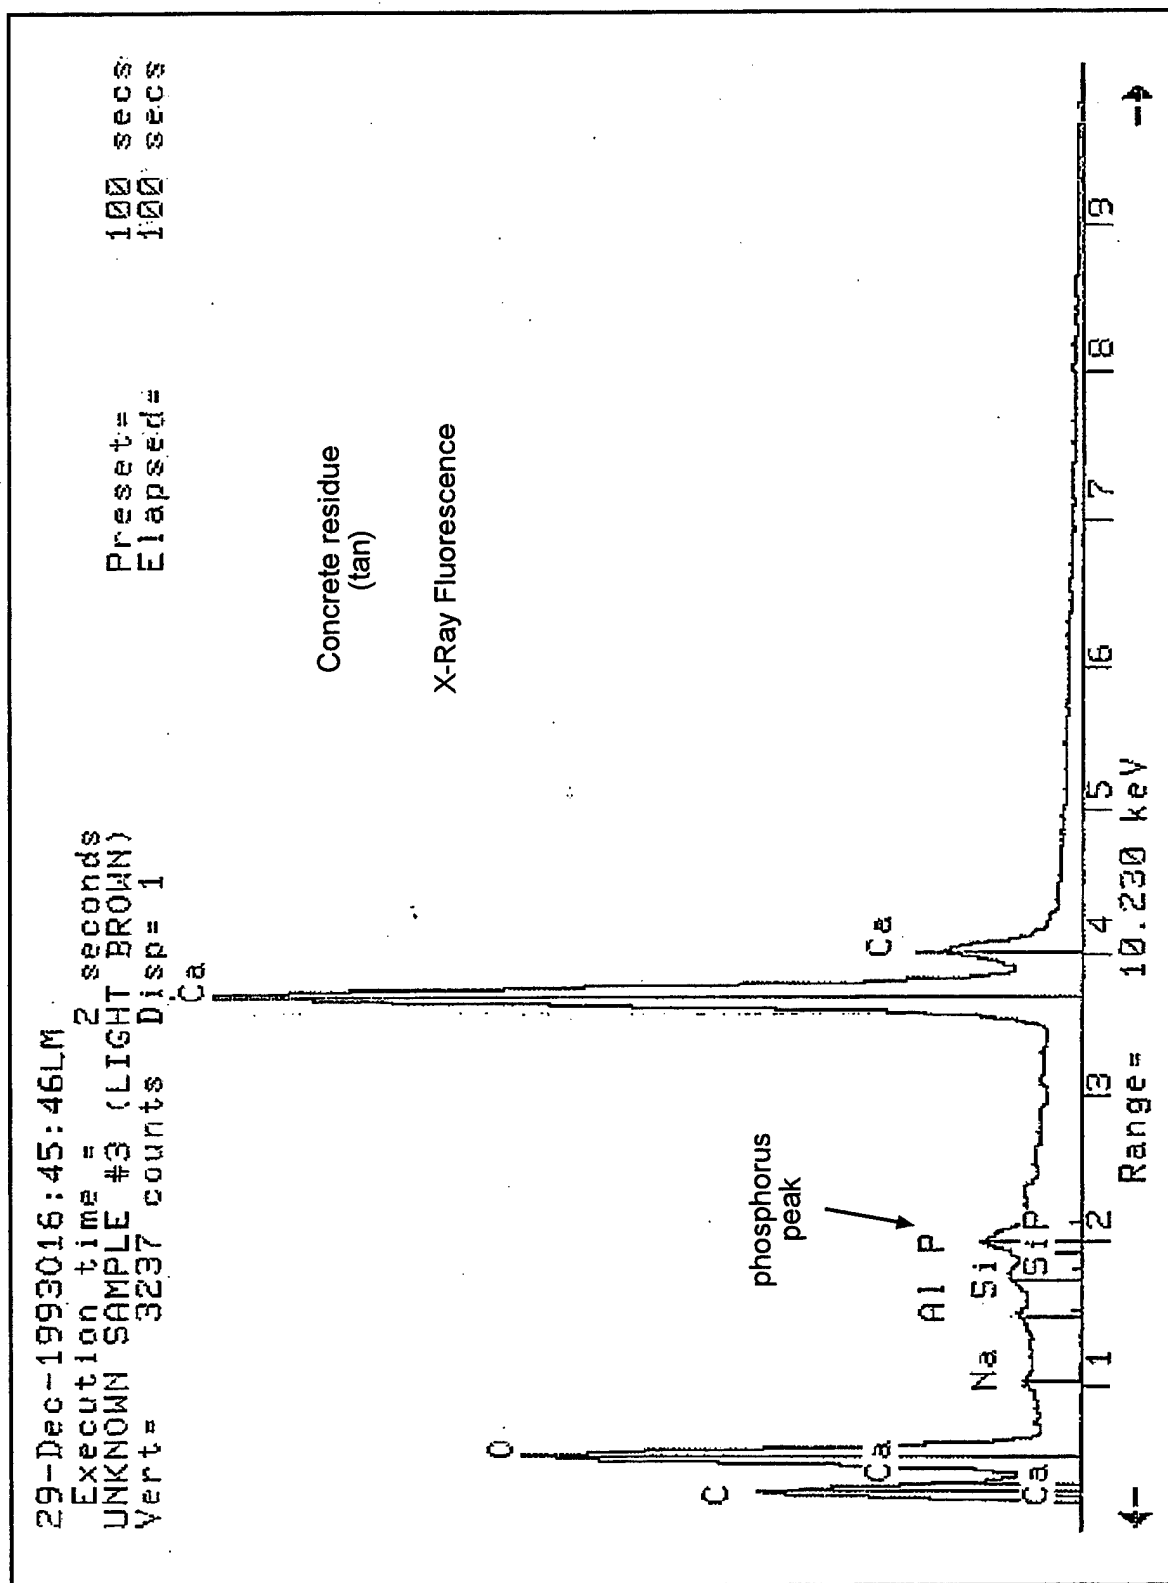 29-Dec-1993016:45:46LM
Execution time = 2 seconds
UNKNOWN SAMPLE #3 (LIGHT BROWN)
Vert= 3237 counts Disp= 1
Preset= 100 secs
Elapsed= 100 secs
Concrete residue
(tan)
X-Ray Fluorescence
Ca
O
C
Ca
Ca
Ca
phosphorus
peak
Na
Al
Si
P
Si
P
1 2 3 4 5 6 7 8 9
Range= 10.230 keV